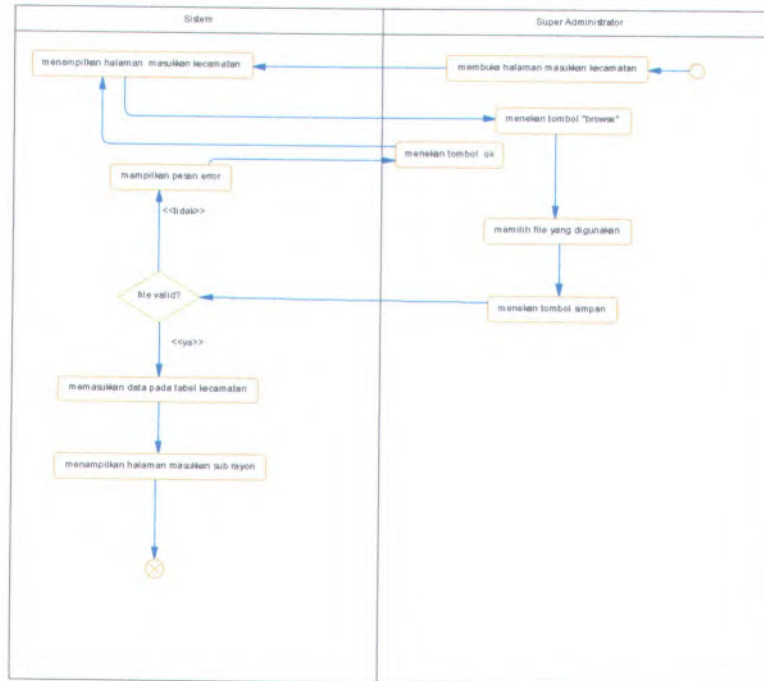 Sistem
Super Administrator
menampilkan halaman masukkan kecamatan
membuka halaman masukkan kecamatan
menekan tombol "browse"
menekan tombol ok
mampilkan pesan error
<<tidak>>
memilih file yang digunakan
file valid?
menekan tombol simpan
<<ya>>
memasukkan data pada tabel kecamatan
menampilkan halaman masukkan sub rayon